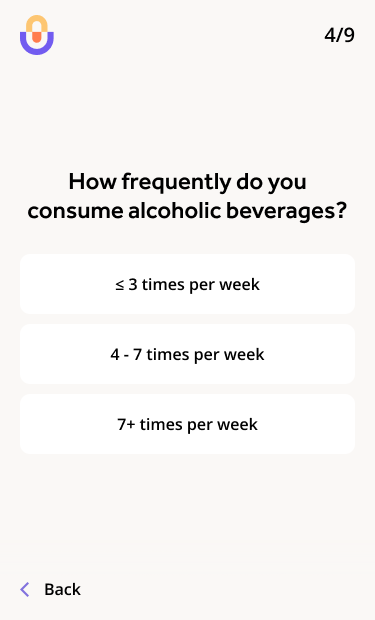 4/9
How frequently do you
consume alcoholic beverages?
≤ 3 times per week
4 - 7 times per week
7+ times per week
Back